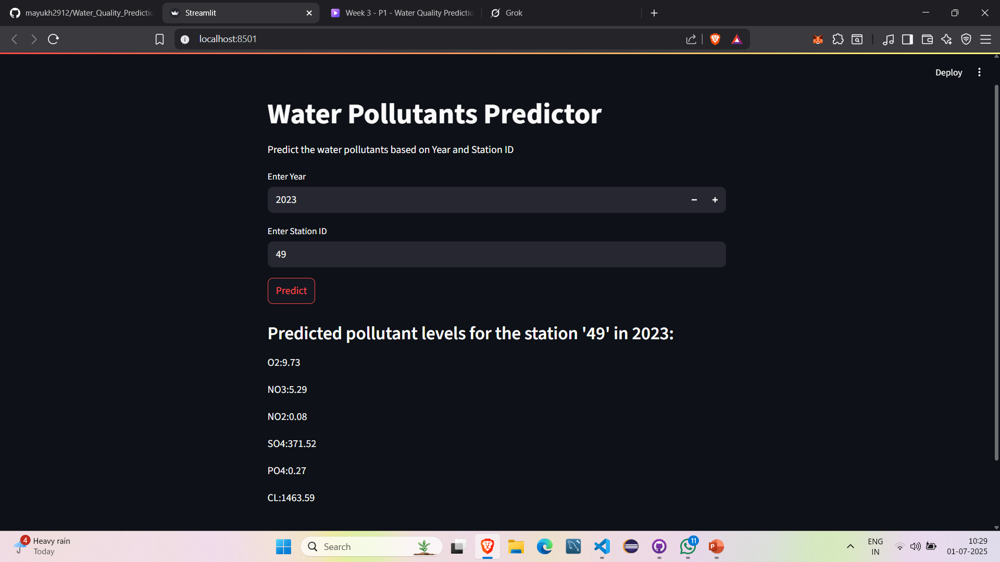 mayukh2912/Water_Quality_Predictio
Streamlit
Week 3 - P1 - Water Quality Predictio
Grok
localhost:8501
Deploy
Water Pollutants Predictor
Predict the water pollutants based on Year and Station ID
Enter Year
2023
Enter Station ID
49
Predict
Predicted pollutant levels for the station '49' in 2023:
O2:9.73
NO3:5.29
NO2:0.08
SO4:371.52
PO4:0.27
CL:1463.59
4
Heavy rain
Today
Search
11
P
ENG
IN
10:29
01-07-2025